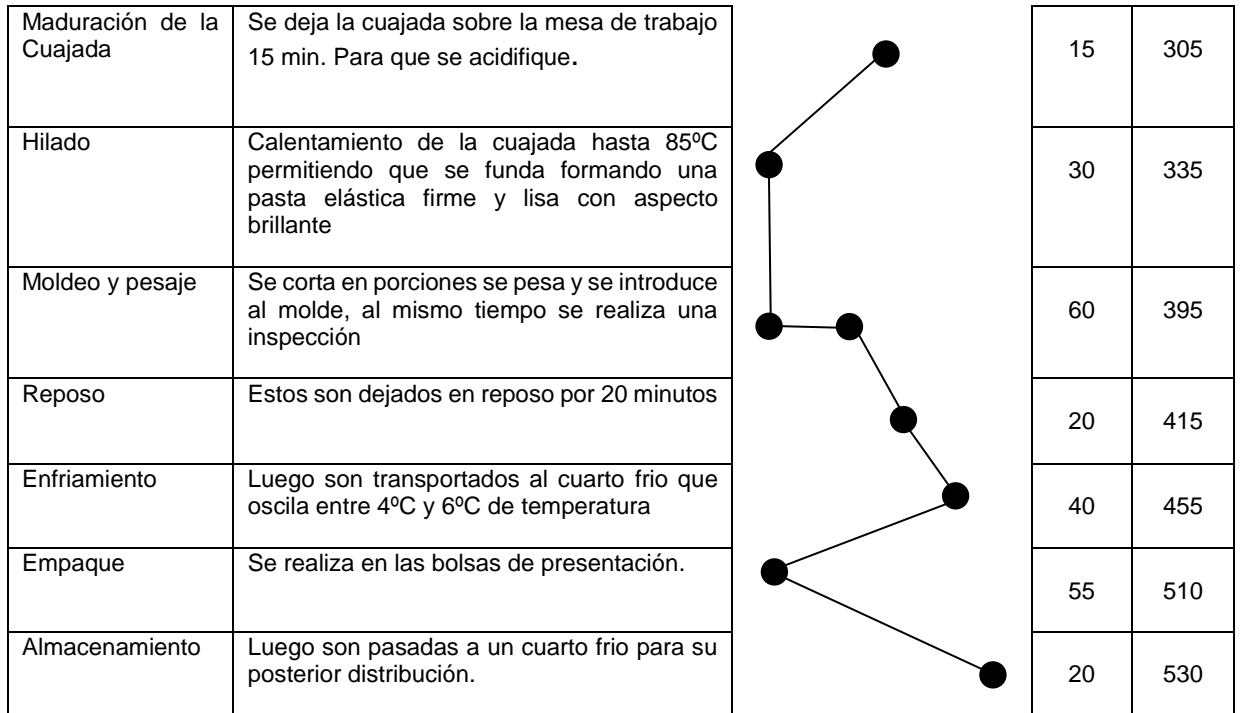 Maduración de la
Cuajada
Se deja la cuajada sobre la mesa de trabajo
15 min. Para que se acidifique.
15
305
Hilado
Calentamiento de la cuajada hasta 85ºC
permitiendo que se funda formando una
pasta elástica firme y lisa con aspecto
brillante
30
335
Moldeo y pesaje
Se corta en porciones se pesa y se introduce
al molde, al mismo tiempo se realiza una
inspección
60
395
Reposo
Estos son dejados en reposo por 20 minutos
20
415
Enfriamiento
Luego son transportados al cuarto frio que
oscila entre 4ºC y 6ºC de temperatura
40
455
Empaque
Se realiza en las bolsas de presentación.
55
510
Almacenamiento
Luego son pasadas a un cuarto frio para su
posterior distribución.
20
530